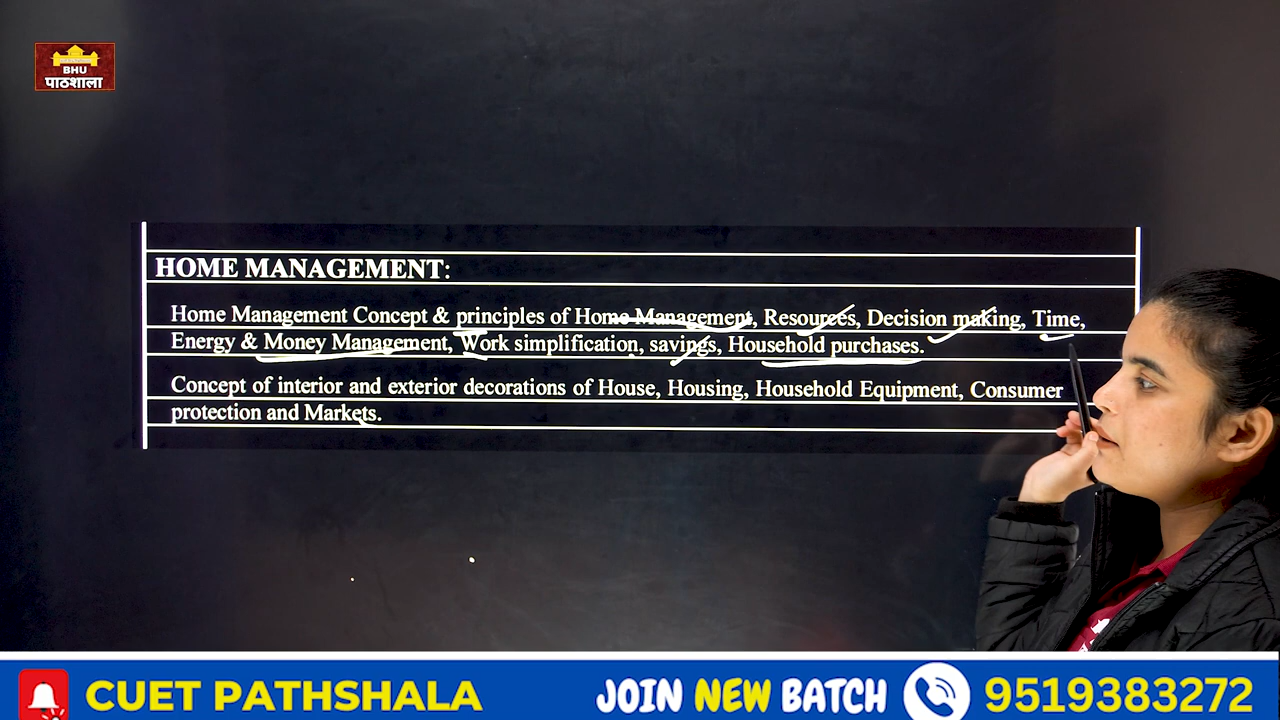 BHU
पाठशाला
HOME MANAGEMENT:
Home Management Concept & principles of Home Management, Resources, Decision making, Time,
Energy & Money Management, Work simplification, savings, Household purchases.
Concept of interior and exterior decorations of House, Housing, Household Equipment, Consumer
protection and Markets.
CUET PATHSHALA JOIN NEW BATCH 9519383272